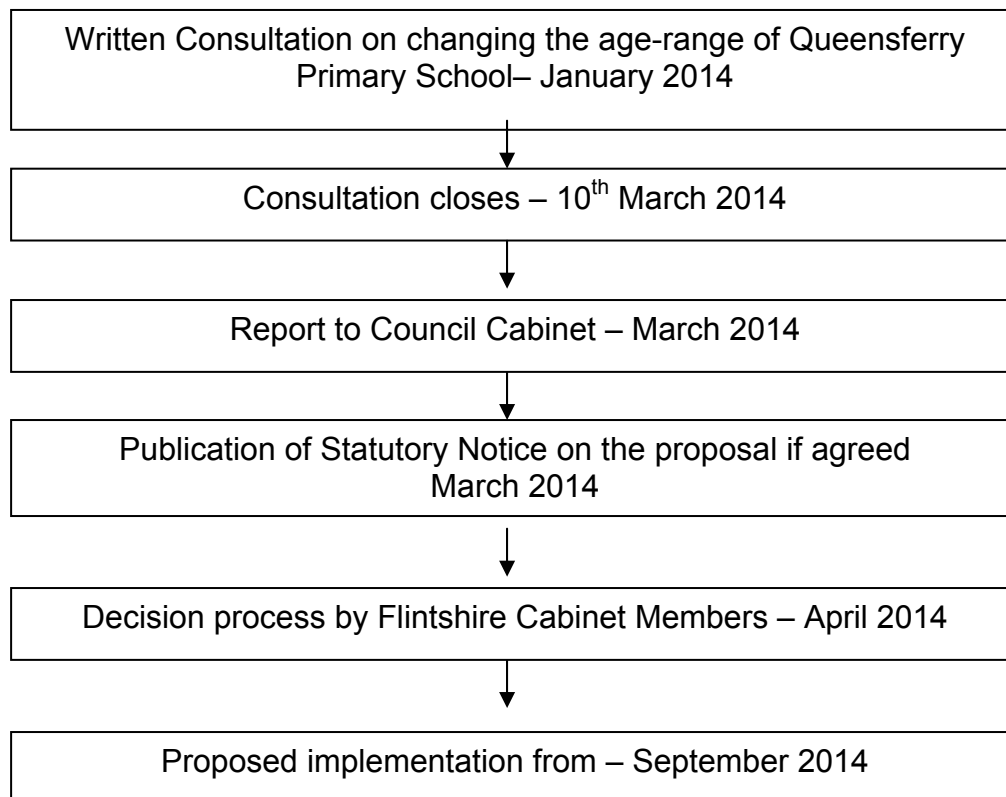 Written Consultation on changing the age-range of Queensferry
Primary School– January 2014
Consultation closes – 10th March 2014
Report to Council Cabinet – March 2014
Publication of Statutory Notice on the proposal if agreed
March 2014
Decision process by Flintshire Cabinet Members – April 2014
Proposed implementation from – September 2014